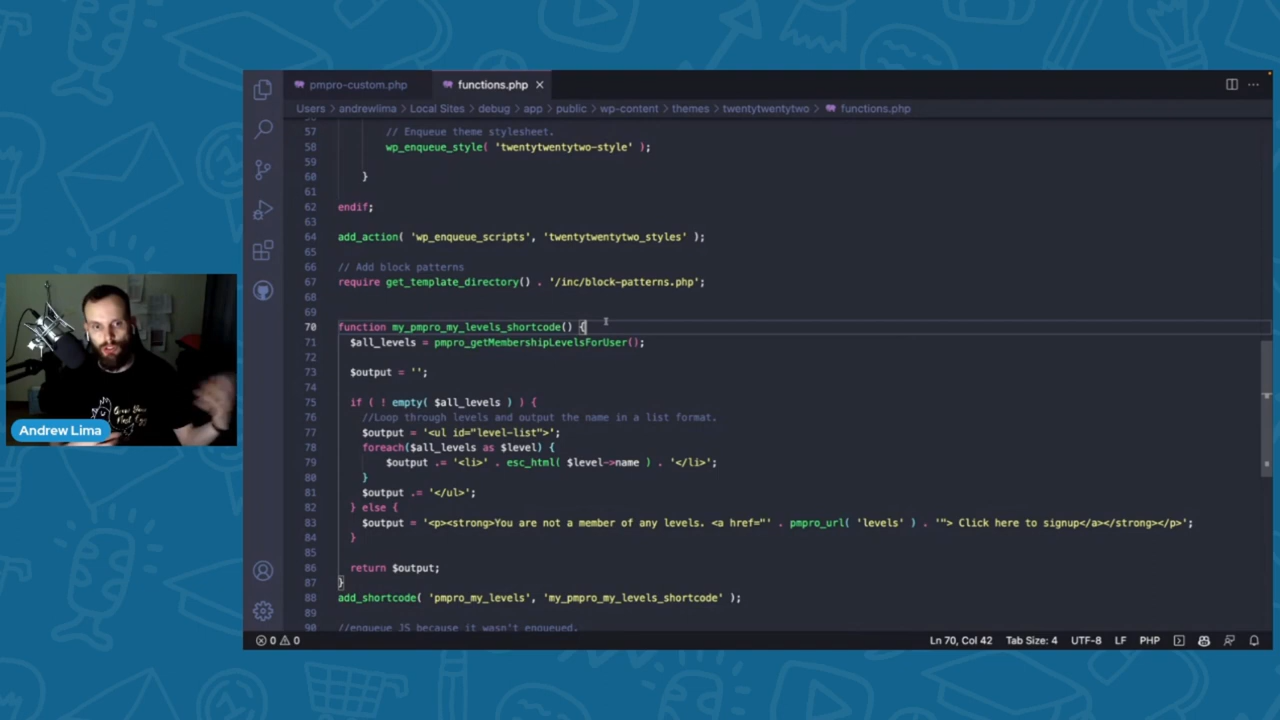 pmpro-custom.php
functions.php
Users andrewlima Local Sites debug app public wp-content themes twentytwentytwo functions.php
57 // Enqueue theme stylesheet.
58 wp_enqueue_style( 'twentytwentytwo-style' );
59
60 }
61
62 endif;
63
64 add_action( 'wp_enqueue_scripts', 'twentytwentytwo_styles' );
65
66 // Add block patterns
67 require get_template_directory() . '/inc/block-patterns.php';
68
69
70 function my_pmpro_my_levels_shortcode() {
71 $all_levels = pmpro_getMembershipLevelsForUser();
72
73 $output = '';
74
75 if ( ! empty( $all_levels ) ) {
76 //Loop through levels and output the name in a list format.
77 $output = '<ul id="level-list">';
78 foreach($all_levels as $level) {
79 $output .= '<li>' . esc_html( $level->name ) . '</li>';
80 }
81 $output .= '</ul>';
82 } else {
83 $output = '<p><strong>You are not a member of any levels. <a href="' . pmpro_url( 'levels' ) . '"> Click here to signup</a></strong></p>';
84 }
85
86 return $output;
87 }
88 add_shortcode( 'pmpro_my_levels', 'my_pmpro_my_levels_shortcode' );
89
90 //enqueue JS because it wasn't enqueued.
Andrew Lima
0 0 Ln 70, Col 42 Tab Size: 4 UTF-8 LF PHP